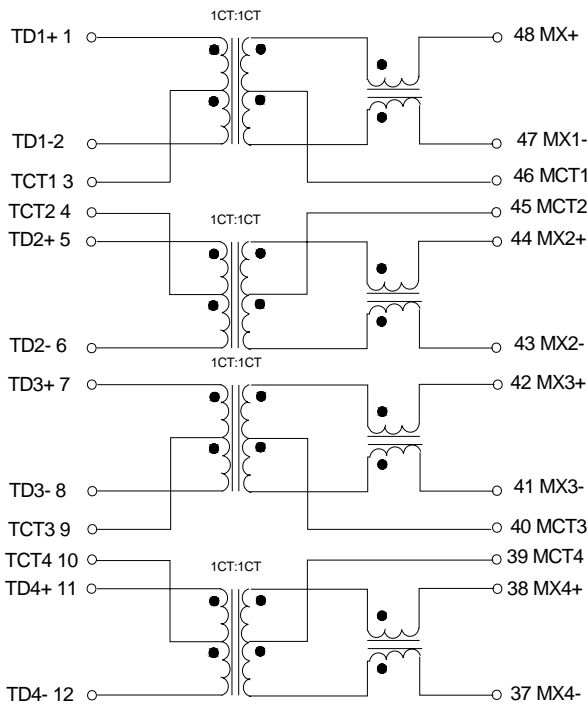 1CT:1CT
TD1+ 1
48 MX+
TD1-2
47 MX1-
TCT1 3
46 MCT1
TCT2 4
45 MCT2
1CT:1CT
TD2+ 5
44 MX2+
TD2- 6
43 MX2-
1CT:1CT
TD3+ 7
42 MX3+
TD3- 8
41 MX3-
TCT3 9
40 MCT3
TCT4 10
39 MCT4
1CT:1CT
TD4+ 11
38 MX4+
TD4- 12
37 MX4-